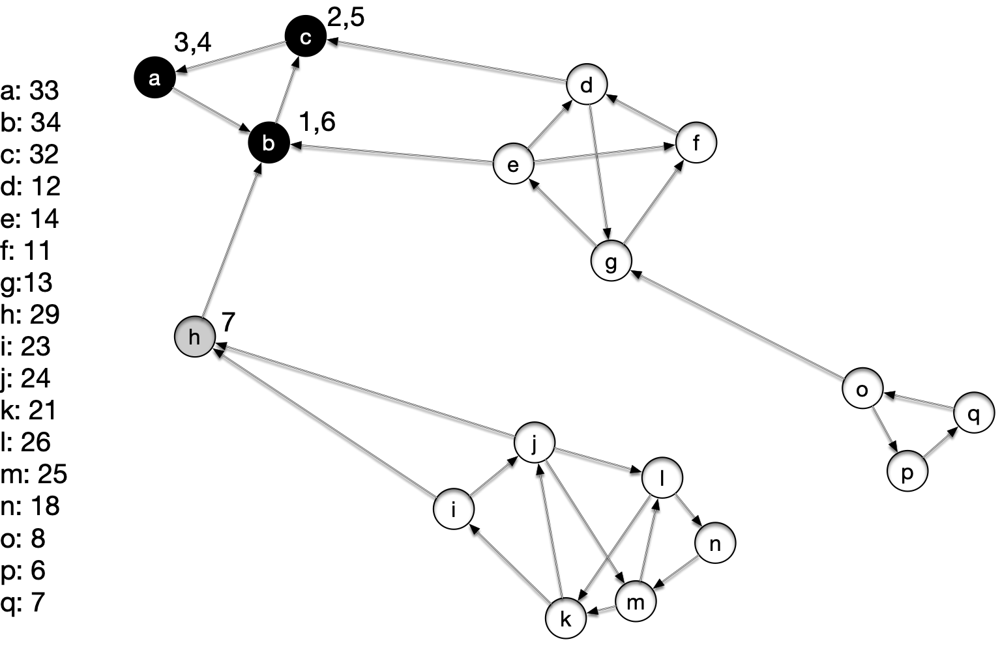 a: 33
b: 34
c: 32
d: 12
e: 14
f: 11
g:13
h: 29
i: 23
j: 24
k: 21
l: 26
m: 25
n: 18
o: 8
p: 6
q: 7
c
2,5
3,4
a
d
1,6
b
f
e
g
7
h
o
q
j
p
l
i
n
m
k